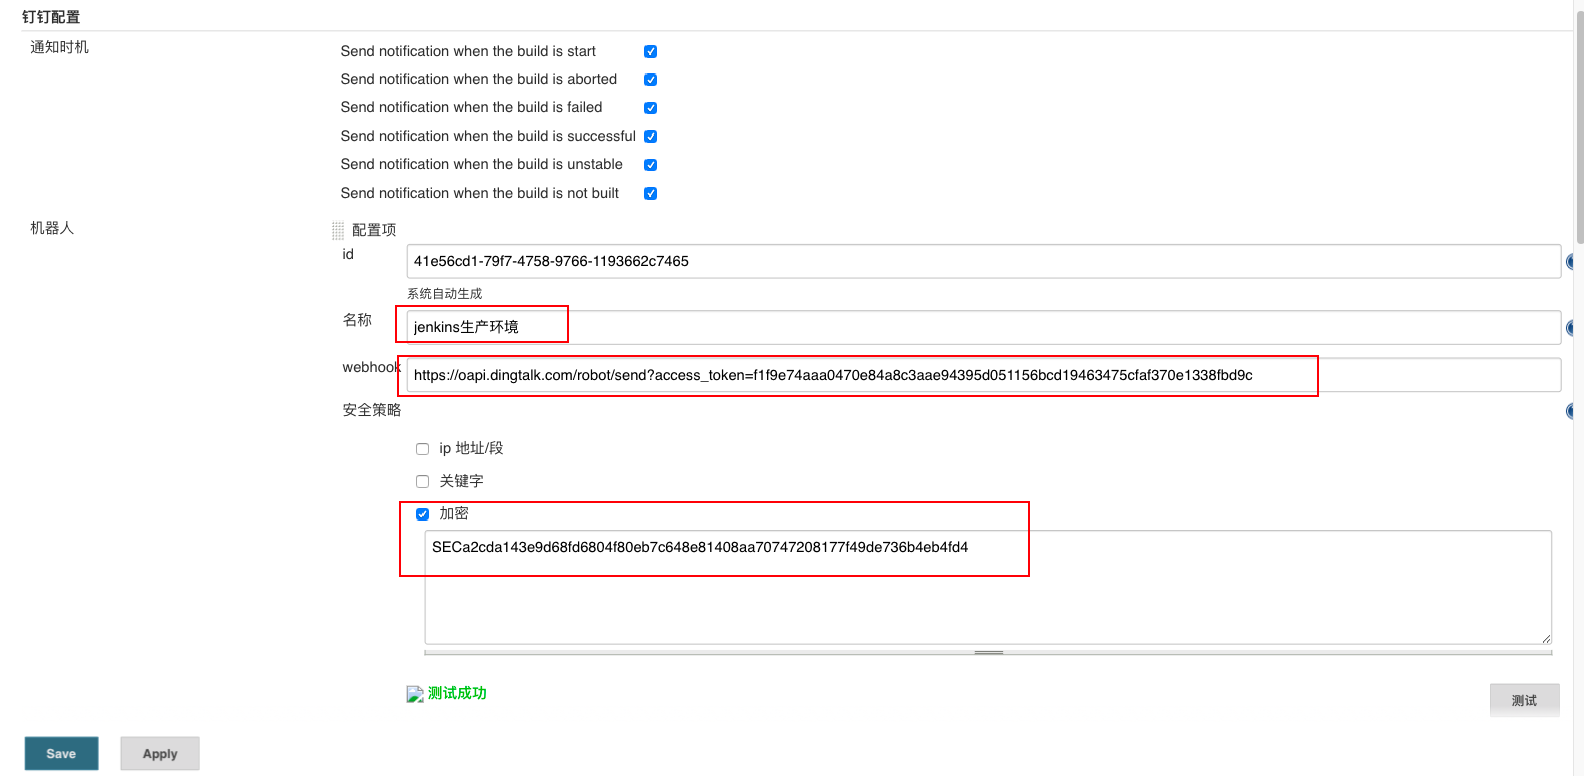 钉钉配置
通知时机
Send notification when the build is start
Send notification when the build is aborted
Send notification when the build is failed
Send notification when the build is successful
Send notification when the build is unstable
Send notification when the build is not built
机器人
配置项
id
41e56cd1-79f7-4758-9766-1193662c7465
系统自动生成
名称
jenkins生产环境
webhook
https://oapi.dingtalk.com/robot/send?access_token=f1f9e74aaa0470e84a8c3aae94395d051156bcd19463475cfaf370e1338fbd9c
安全策略
ip 地址/段
关键字
加密
SECa2cda143e9d68fd6804f80eb7c648e81408aa70747208177f49de736b4eb4fd4
测试成功
测试
Save
Apply